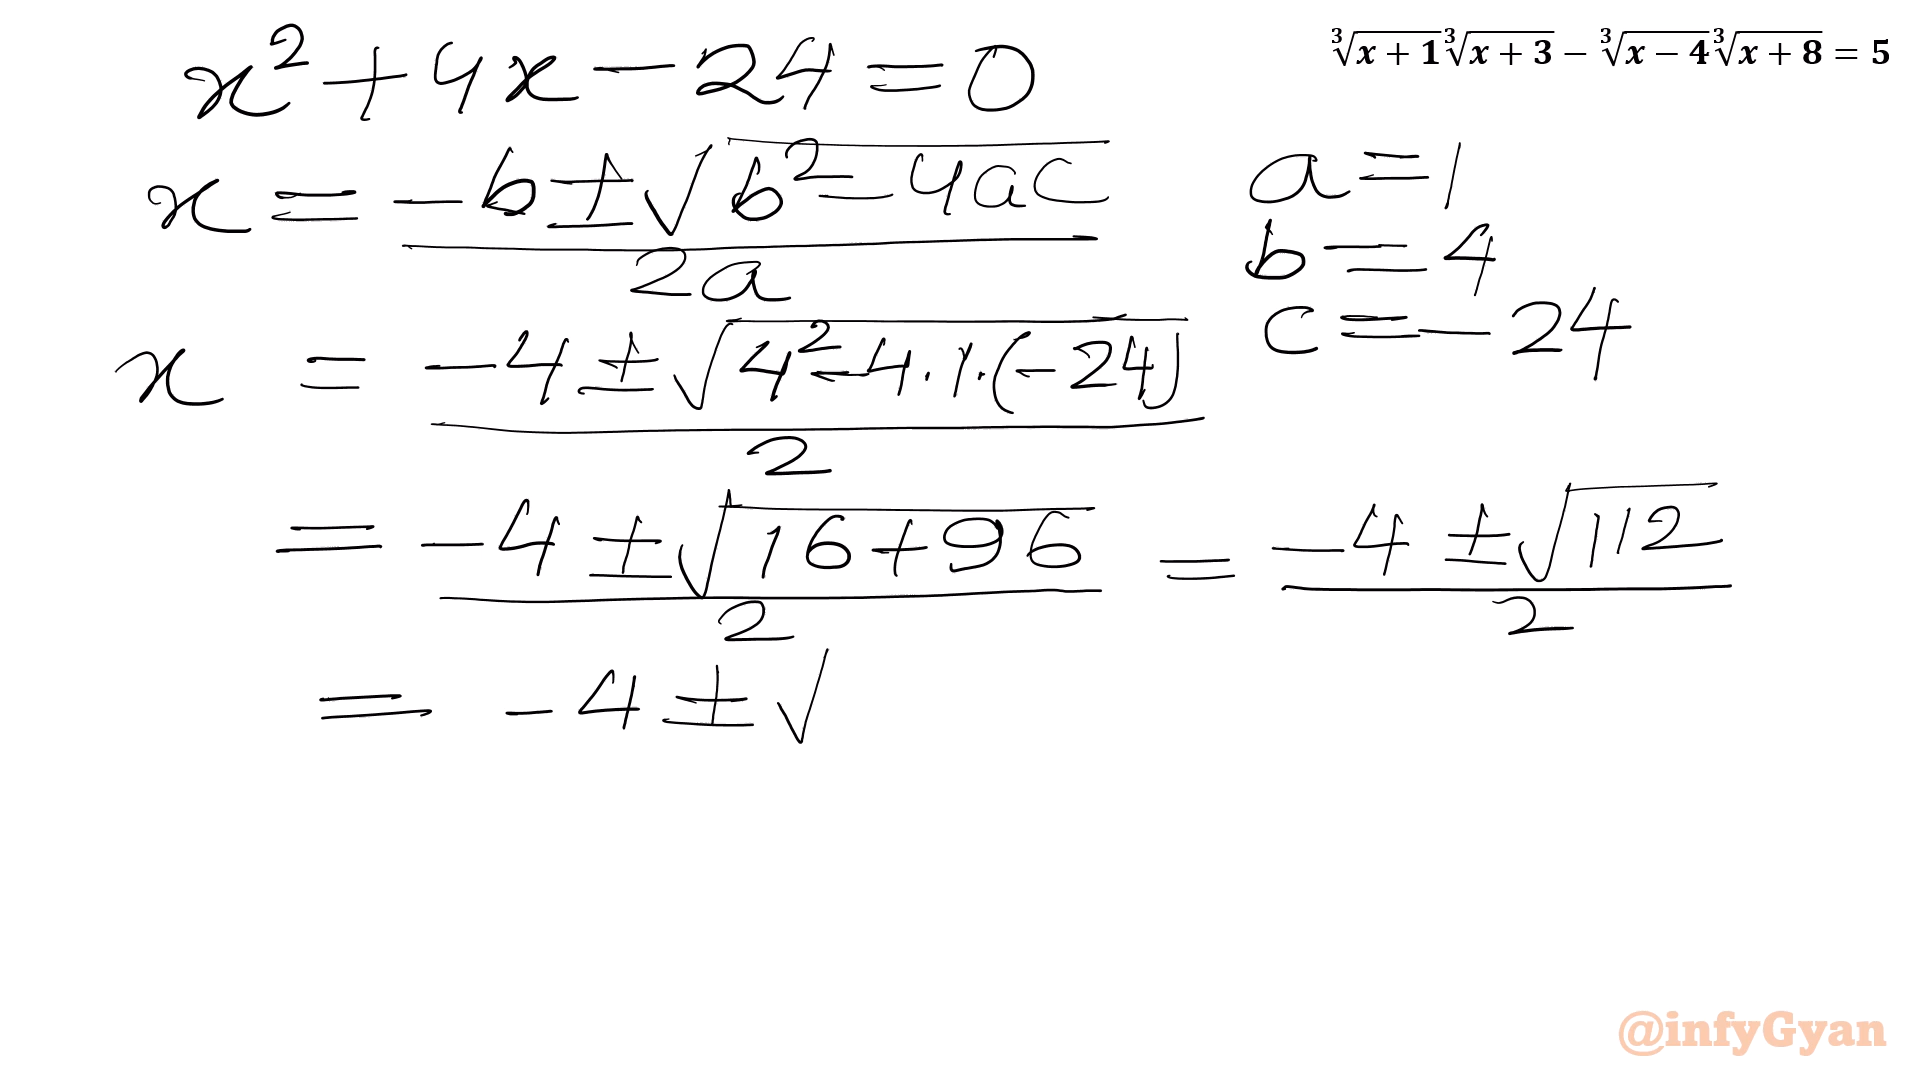 ∛(x + 1) ∛(x + 3) − ∛(x − 4) ∛(x + 8) = 5
x² + 4x − 24 = 0
x = (−b ± √(b² − 4ac)) / 2a
a = 1
b = 4
c = −24
x = (−4 ± √(4² − 4·1·(−24))) / 2
= (−4 ± √(16 + 96)) / 2 = (−4 ± √112) / 2
= −4 ± √
@infyGyan